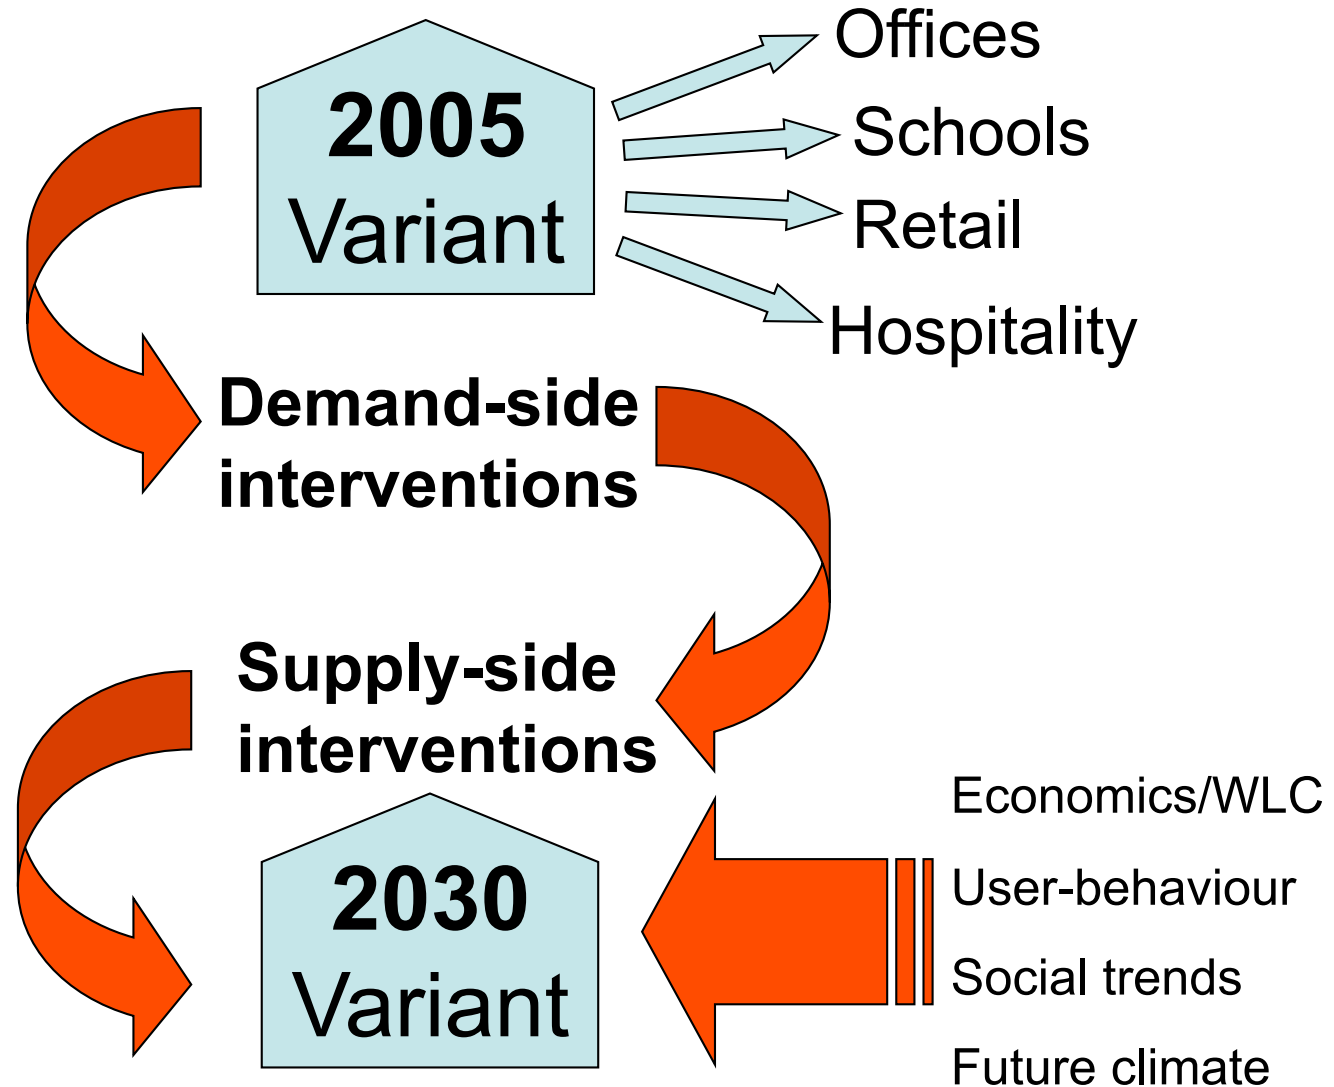 2005
Variant
Offices
Schools
Retail
Hospitality
Demand-side
interventions
Supply-side
interventions
2030
Variant
Economics/WLC
User-behaviour
Social trends
Future climate